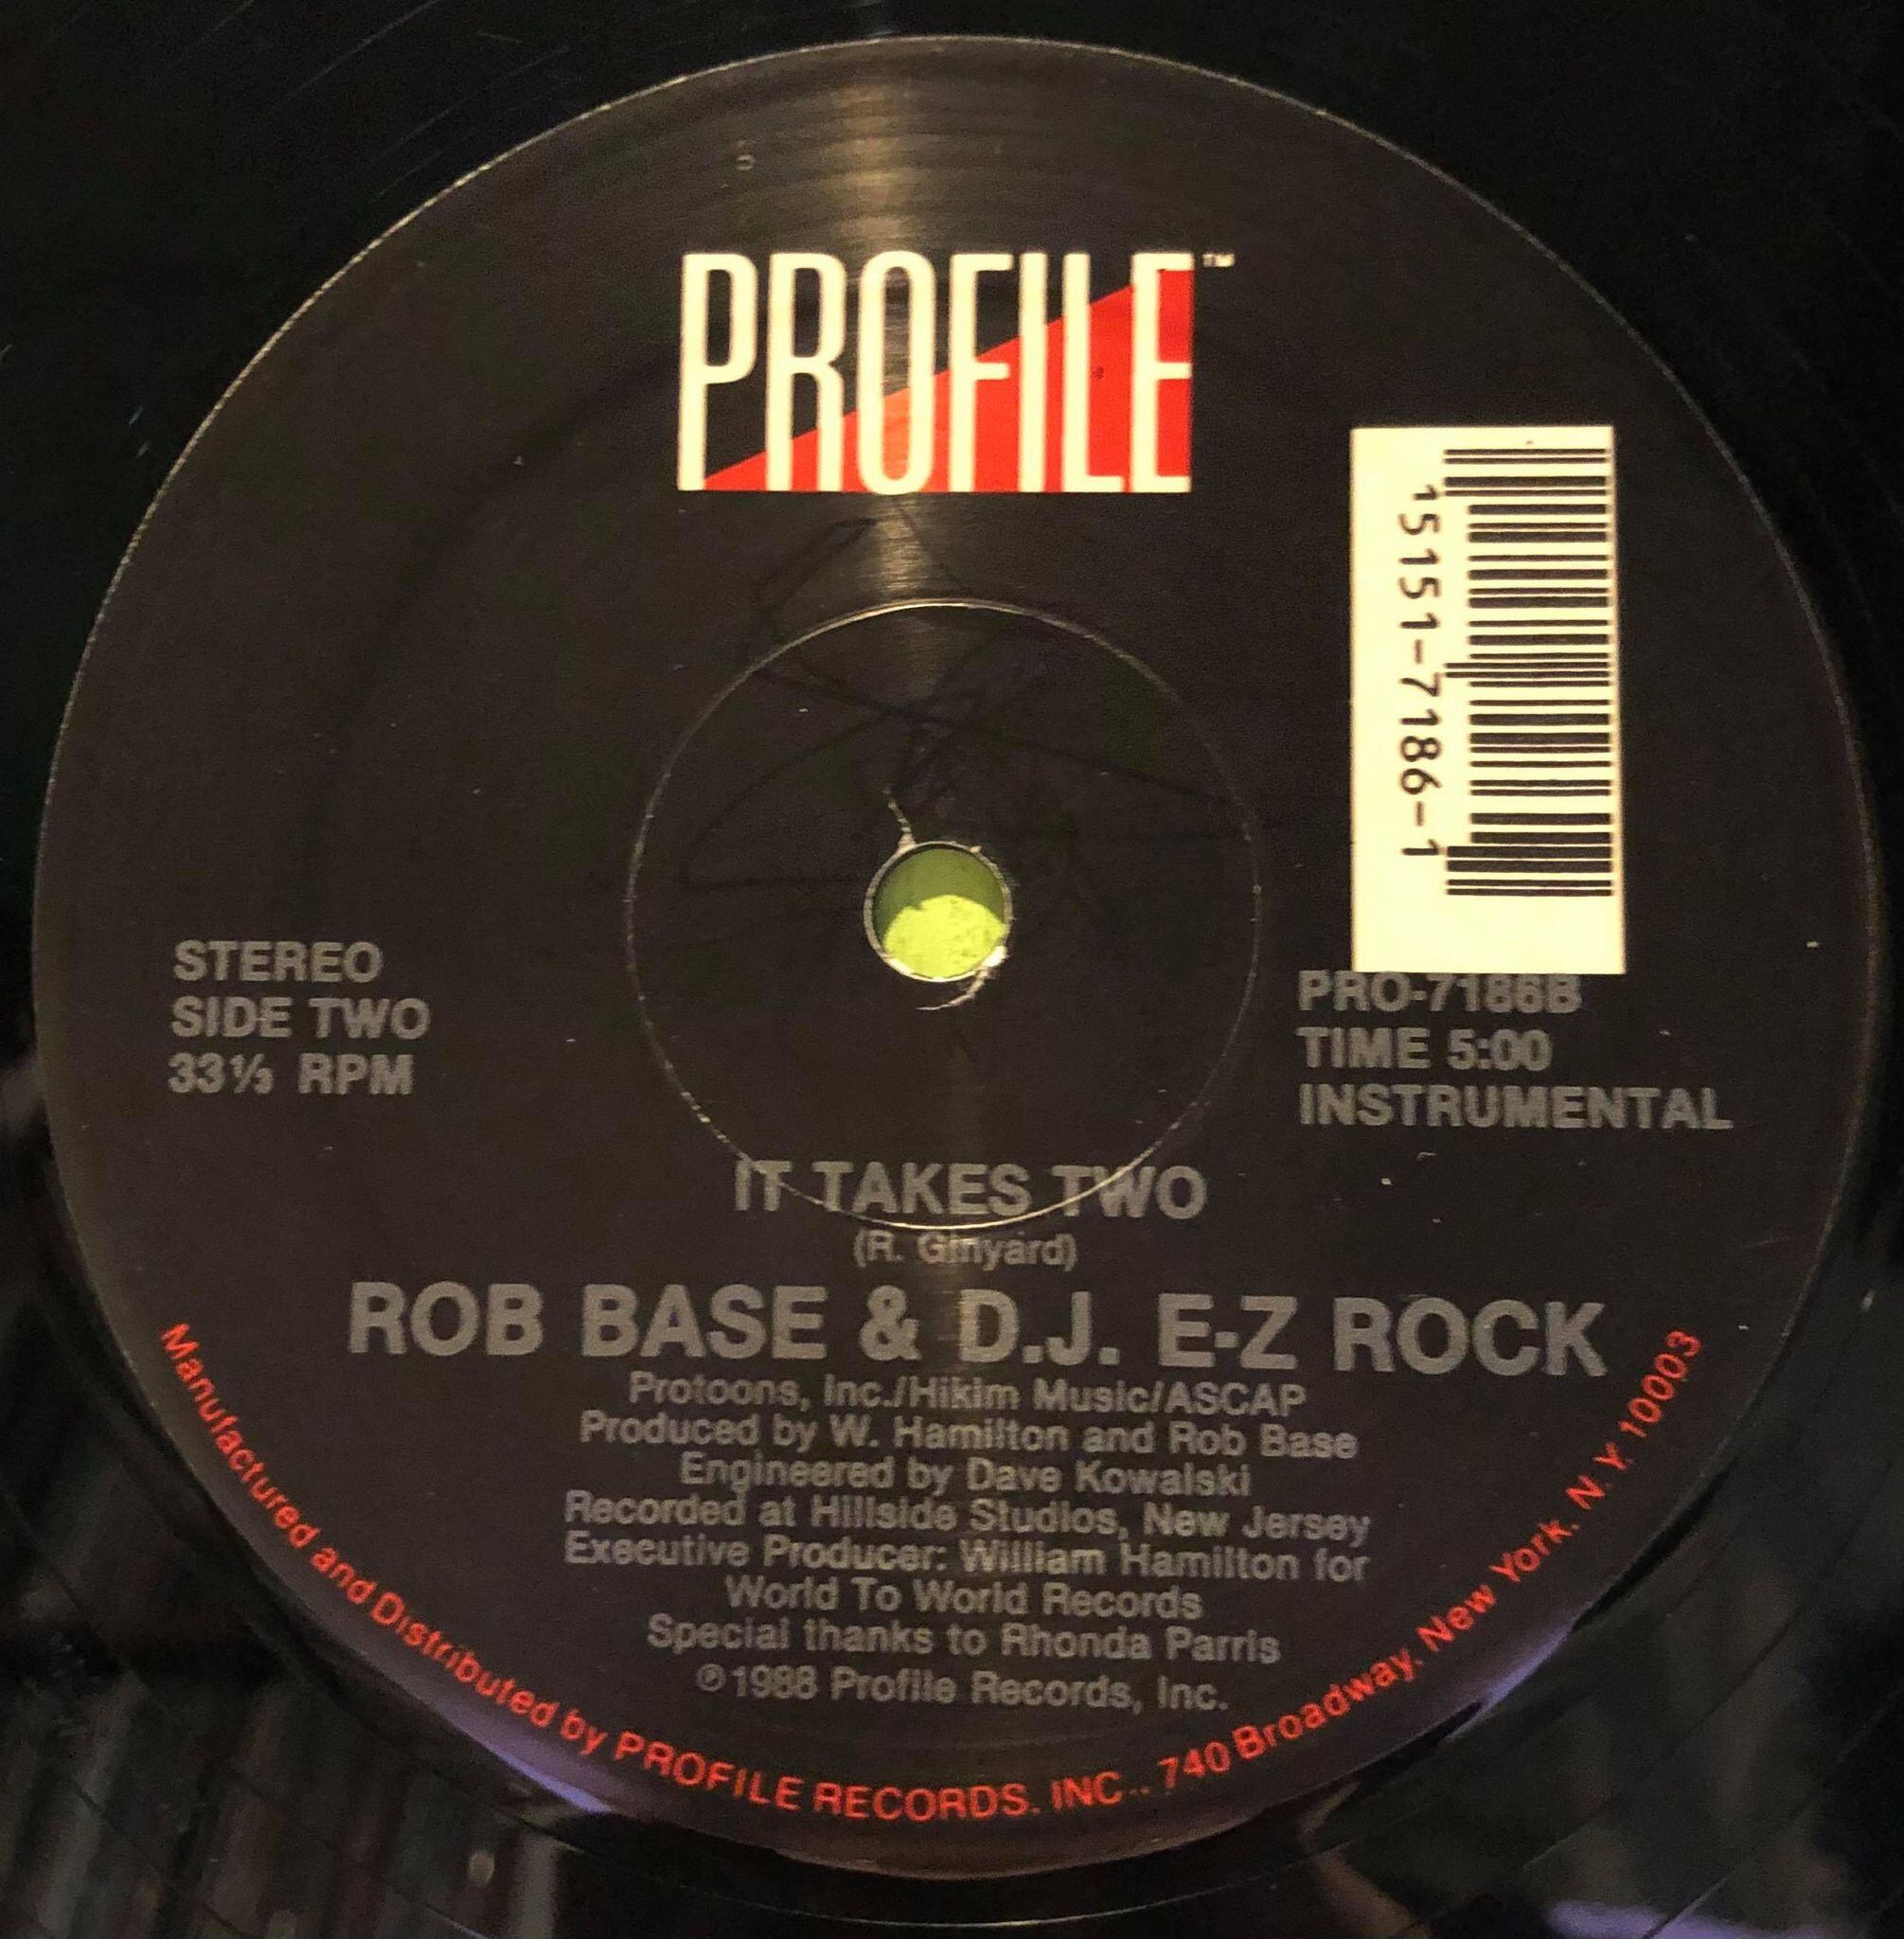 PROFILE™
15151-7186-1
STEREO
SIDE TWO
33⅓ RPM
PRO-7186B
TIME 5:00
INSTRUMENTAL
IT TAKES TWO
(R. Ginyard)
ROB BASE & D.J. E-Z ROCK
Protoons, Inc./Hikim Music/ASCAP
Produced by W. Hamilton and Rob Base
Engineered by Dave Kowalski
Recorded at Hillside Studios, New Jersey
Executive Producer: William Hamilton for
World To World Records
Special thanks to Rhonda Parris
℗1988 Profile Records, Inc.
Manufactured and Distributed by PROFILE RECORDS. INC.. 740 Broadway. New York. N.Y. 10003